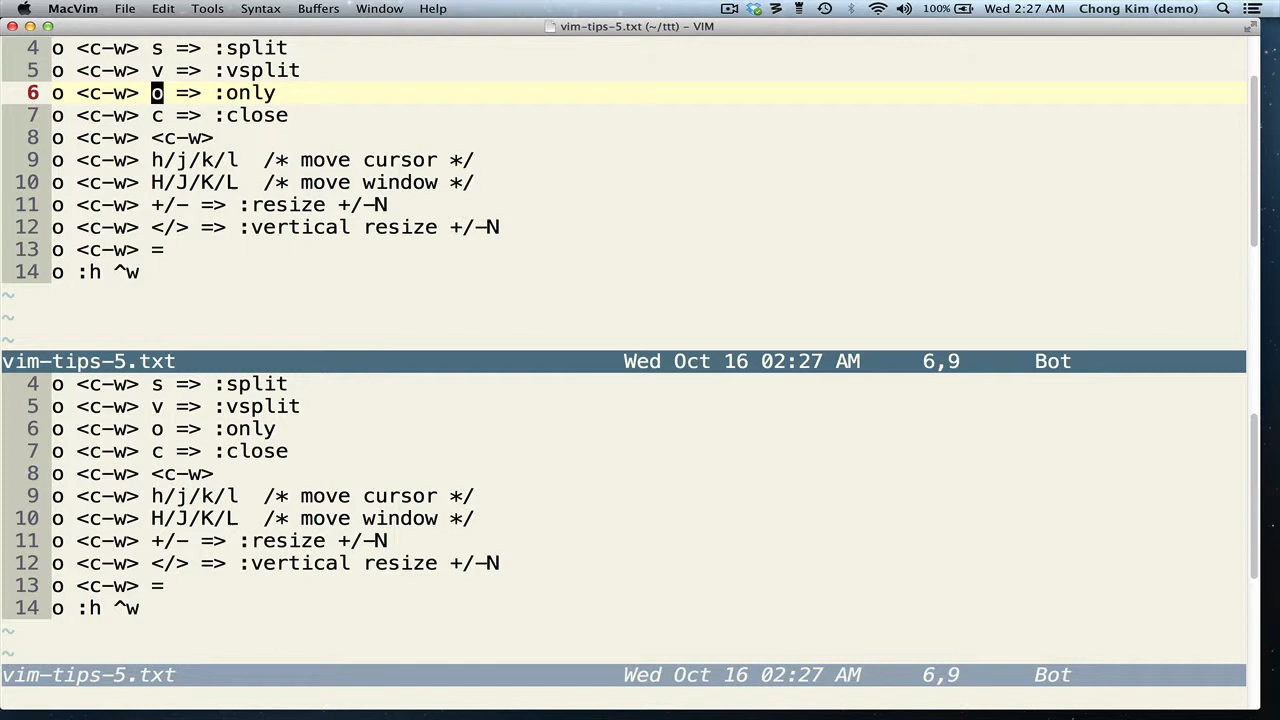 MacVim File Edit Tools Syntax Buffers Window Help 100% Wed 2:27 AM Chong Kim (demo)
vim-tips-5.txt (~/ttt) – VIM
4 o <c-w> s => :split
5 o <c-w> v => :vsplit
6 o <c-w> o => :only
7 o <c-w> c => :close
8 o <c-w> <c-w>
9 o <c-w> h/j/k/l /* move cursor */
10 o <c-w> H/J/K/L /* move window */
11 o <c-w> +/- => :resize +/-N
12 o <c-w> </> => :vertical resize +/-N
13 o <c-w> =
14 o :h ^w
~
~
~
vim-tips-5.txt Wed Oct 16 02:27 AM 6,9 Bot
4 o <c-w> s => :split
5 o <c-w> v => :vsplit
6 o <c-w> o => :only
7 o <c-w> c => :close
8 o <c-w> <c-w>
9 o <c-w> h/j/k/l /* move cursor */
10 o <c-w> H/J/K/L /* move window */
11 o <c-w> +/- => :resize +/-N
12 o <c-w> </> => :vertical resize +/-N
13 o <c-w> =
14 o :h ^w
~
~
vim-tips-5.txt Wed Oct 16 02:27 AM 6,9 Bot